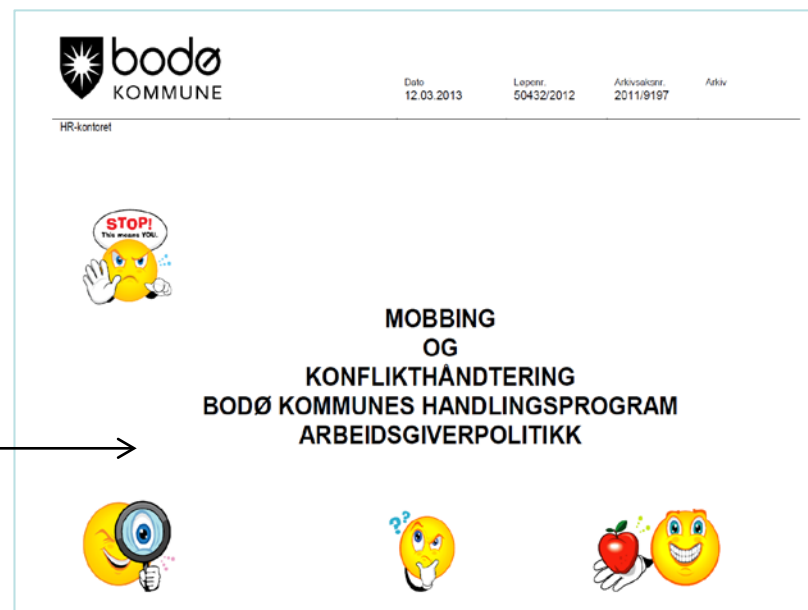 bodø
KOMMUNE
Dato Løpenr. Arkivsaksnr. Arkiv
12.03.2013 50432/2012 2011/9197
HR-kontoret
STOP!
This means YOU.
MOBBING
OG
KONFLIKTHÅNDTERING
BODØ KOMMUNES HANDLINGSPROGRAM
ARBEIDSGIVERPOLITIKK
??